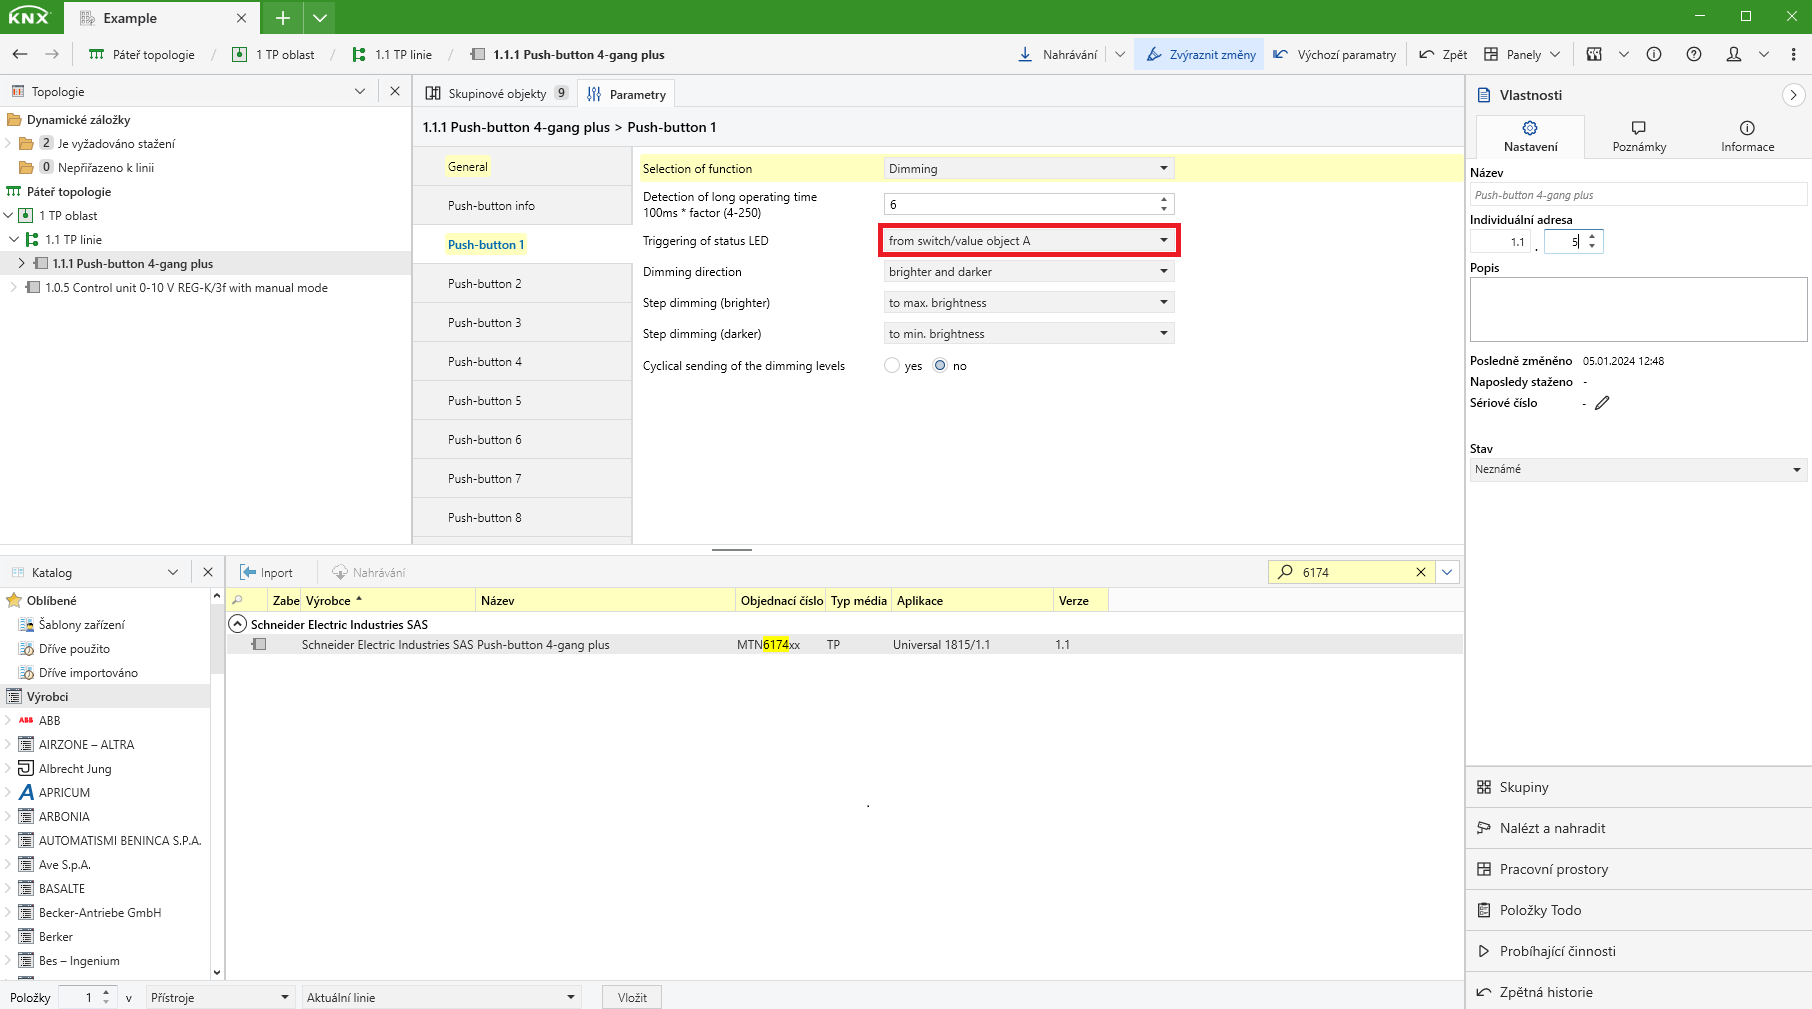 KNX
Example
Páteř topologie / 1 TP oblast / 1.1 TP linie / 1.1.1 Push-button 4-gang plus
Nahrávání
Zvýraznit změny
Výchozí paramatry
Zpět
Panely
Topologie
Dynamické záložky
2 Je vyžadováno stažení
0 Nepřiřazeno k linii
Páteř topologie
1 TP oblast
1.1 TP linie
1.1.1 Push-button 4-gang plus
1.0.5 Control unit 0-10 V REG-K/3f with manual mode
Skupinové objekty 9
Parametry
1.1.1 Push-button 4-gang plus > Push-button 1
General
Push-button info
Push-button 1
Push-button 2
Push-button 3
Push-button 4
Push-button 5
Push-button 6
Push-button 7
Push-button 8
Selection of function Dimming
Detection of long operating time
100ms * factor (4-250) 6
Triggering of status LED from switch/value object A
Dimming direction brighter and darker
Step dimming (brighter) to max. brightness
Step dimming (darker) to min. brightness
Cyclical sending of the dimming levels yes no
Vlastnosti
Nastavení Poznámky Informace
Název
Push-button 4-gang plus
Individuální adresa
1.1 . 5
Popis
Posledně změněno 05.01.2024 12:48
Naposledy staženo -
Sériové číslo -
Stav
Neznámé
Skupiny
Nalézt a nahradit
Pracovní prostory
Položky Todo
Probíhající činnosti
Zpětná historie
Katalog
Oblíbené
Šablony zařízení
Dříve použito
Dříve importováno
Výrobci
ABB ABB
AIRZONE – ALTRA
Albrecht Jung
APRICUM
ARBONIA
AUTOMATISMI BENINCA S.P.A.
Ave S.p.A.
BASALTE
Becker-Antriebe GmbH
Berker
Bes – Ingenium
Inport
Nahrávání
6174
Zabe Výrobce Název Objednací číslo Typ média Aplikace Verze
Schneider Electric Industries SAS
Schneider Electric Industries SAS Push-button 4-gang plus MTN6174xx TP Universal 1815/1.1 1.1
Položky 1 v Přístroje Aktuální linie Vložit